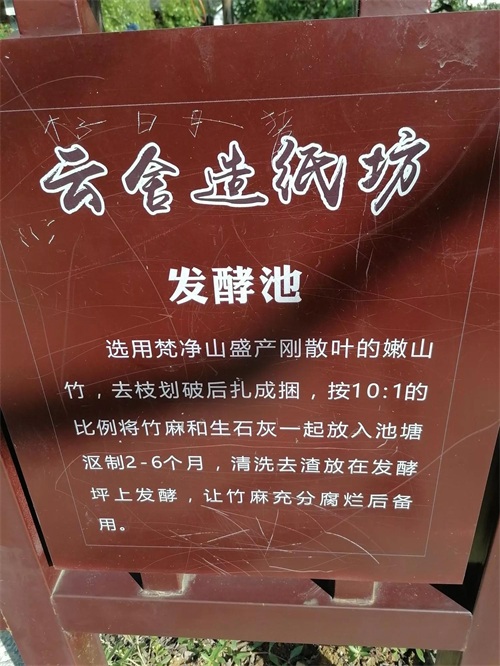 云舍造纸坊
发酵池
选用梵净山盛产刚散叶的嫩山
竹，去枝划破后扎成捆，按10:1的
比例将竹麻和生石灰一起放入池塘
沤制2-6个月，清洗去渣放在发酵
坪上发酵，让竹麻充分腐烂后备
用。